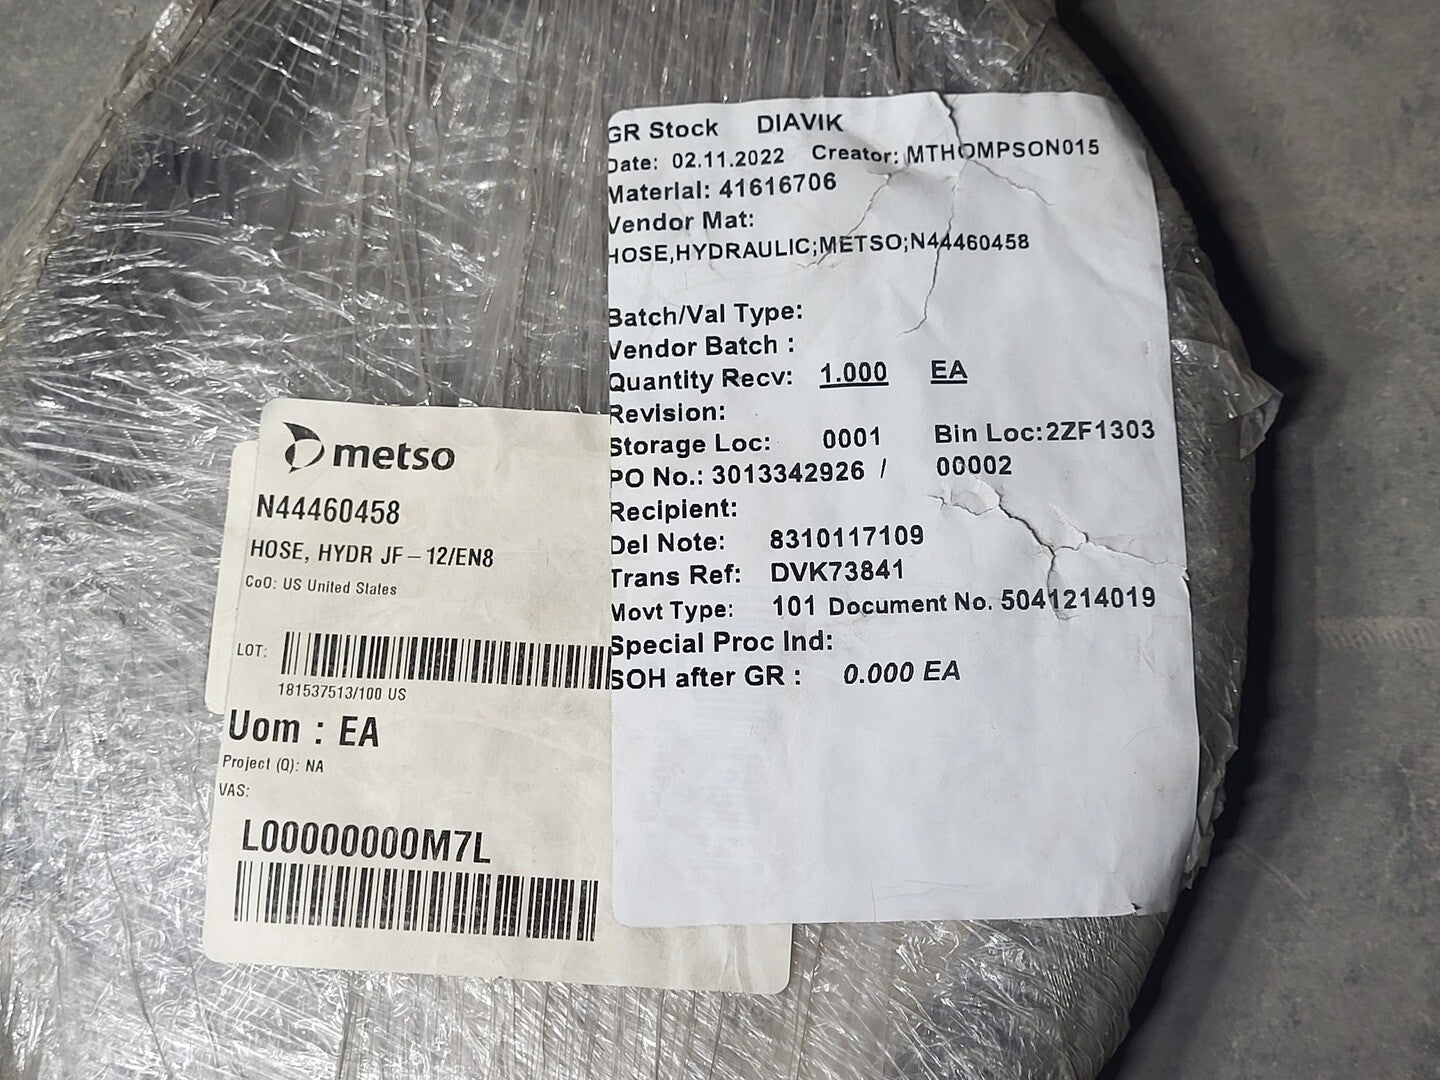 GR Stock DIAVIK
Date: 02.11.2022 Creator: MTHOMPSON015
Material: 41616706
Vendor Mat:
HOSE,HYDRAULIC;METSO;N44460458
Batch/Val Type:
Vendor Batch :
Quantity Recv: 1.000 EA
Revision:
Storage Loc: 0001 Bin Loc:2ZF1303
PO No.: 3013342926 / 00002
Recipient:
Del Note: 8310117109
Trans Ref: DVK73841
Movt Type: 101 Document No. 5041214019
Special Proc Ind:
SOH after GR : 0.000 EA
metso
N44460458
HOSE, HYDR JF-12/EN8
CoO: US United States
LOT:
181537513/100 US
Uom : EA
Project (Q): NA
VAS:
L00000000M7L